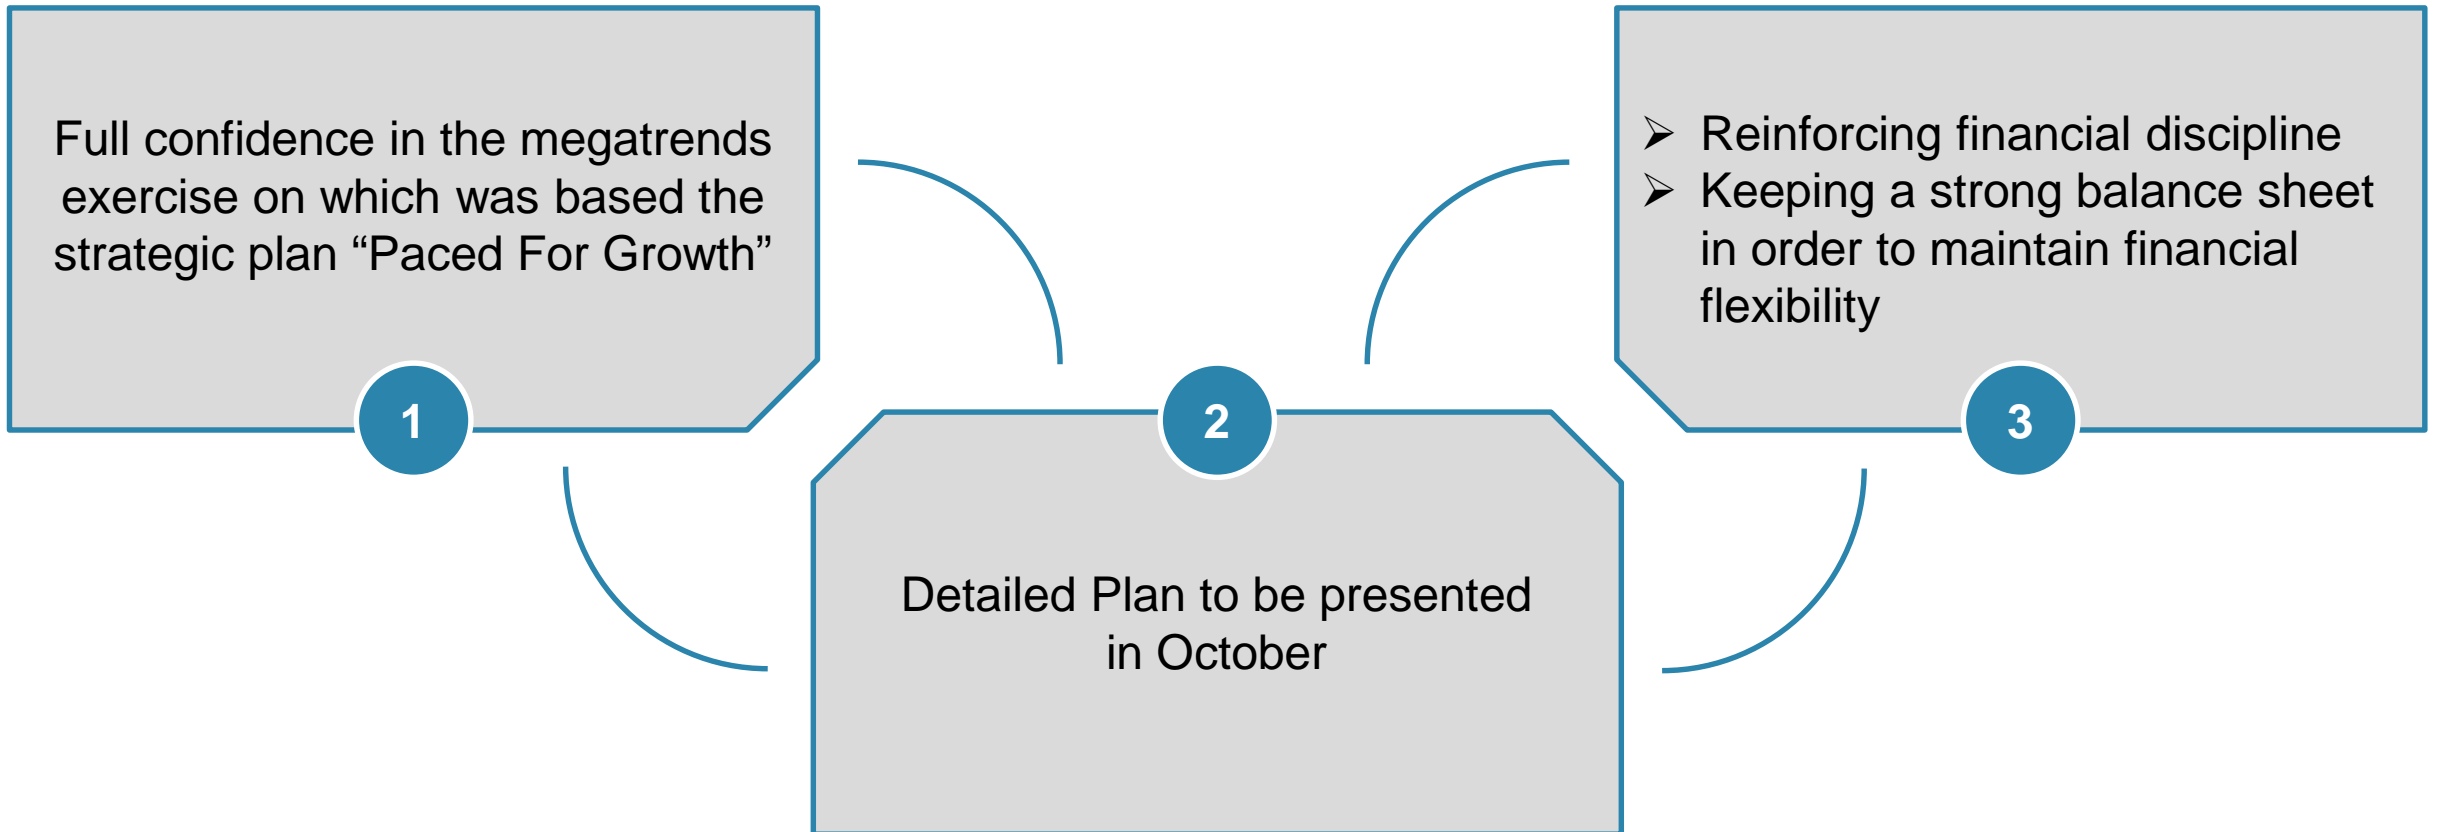 Full confidence in the megatrends
exercise on which was based the
strategic plan “Paced For Growth”
1
Detailed Plan to be presented
in October
2
➢ Reinforcing financial discipline
➢ Keeping a strong balance sheet
in order to maintain financial
flexibility
3